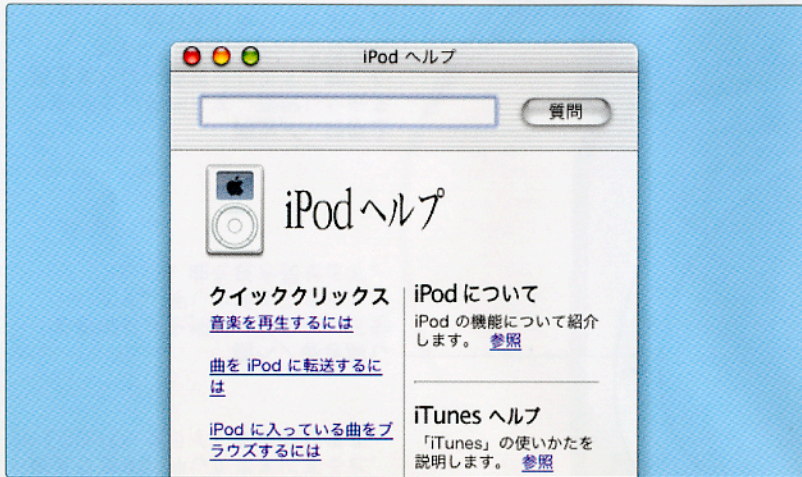 iPod ヘルプ
質問
iPod ヘルプ
クイッククリックス
音楽を再生するには
曲を iPod に転送するに
は
iPod に入っている曲をブ
ラウズするには
iPod について
iPod の機能について紹介
します。 参照
iTunes ヘルプ
「iTunes」の使いかたを
説明します。 参照